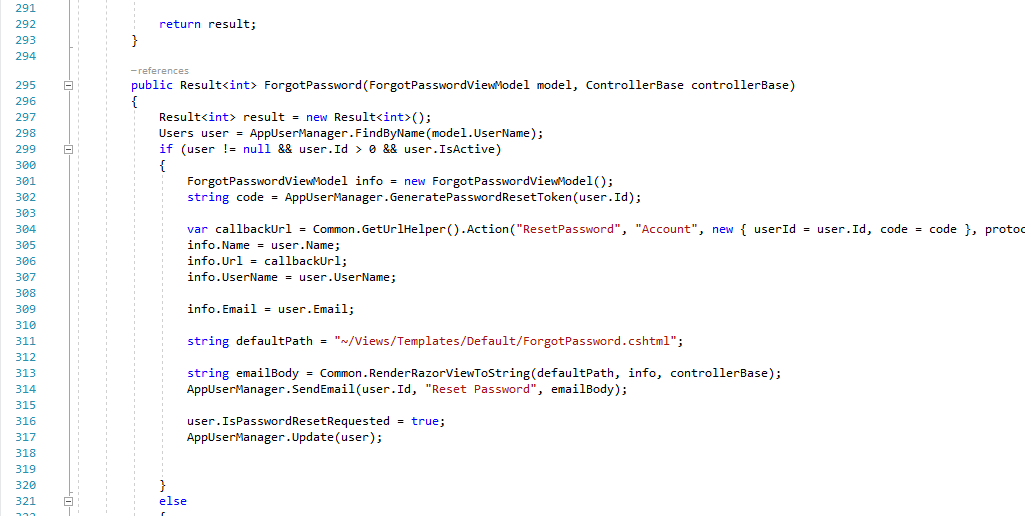 291
292 return result;
293 }
294
—references
295 public Result<int> ForgotPassword(ForgotPasswordViewModel model, ControllerBase controllerBase)
296 {
297 Result<int> result = new Result<int>();
298 Users user = AppUserManager.FindByName(model.UserName);
299 if (user != null && user.Id > 0 && user.IsActive)
300 {
301 ForgotPasswordViewModel info = new ForgotPasswordViewModel();
302 string code = AppUserManager.GeneratePasswordResetToken(user.Id);
303
304 var callbackUrl = Common.GetUrlHelper().Action("ResetPassword", "Account", new { userId = user.Id, code = code }, protoc
305 info.Name = user.Name;
306 info.Url = callbackUrl;
307 info.UserName = user.UserName;
308
309 info.Email = user.Email;
310
311 string defaultPath = "~/Views/Templates/Default/ForgotPassword.cshtml";
312
313 string emailBody = Common.RenderRazorViewToString(defaultPath, info, controllerBase);
314 AppUserManager.SendEmail(user.Id, "Reset Password", emailBody);
315
316 user.IsPasswordResetRequested = true;
317 AppUserManager.Update(user);
318
319
320 }
321 else